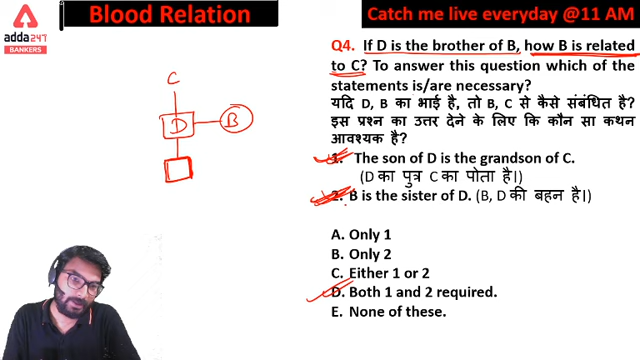 Blood Relation
Catch me live everyday @11 AM
adda247
BANKERS
Q4. If D is the brother of B, how B is related
to C? To answer this question which of the
statements is/are necessary?
यदि D, B का भाई है, तो B, C से कैसे संबंधित है?
इस प्रश्न का उत्तर देने के लिए कि कौन सा कथन
आवश्यक है?
1. The son of D is the grandson of C.
(D का पुत्र C का पोता है।)
2. B is the sister of D. (B, D की बहन है।)
A. Only 1
B. Only 2
C. Either 1 or 2
D. Both 1 and 2 required.
E. None of these.
C
D
B